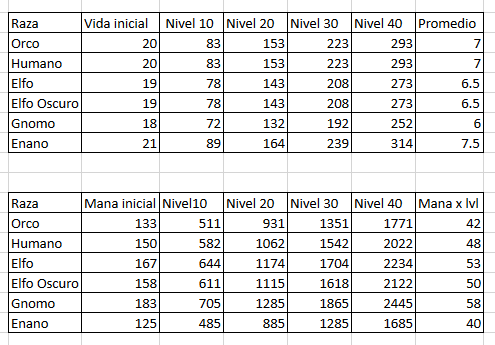 Raza Vida inicial Nivel 10 Nivel 20 Nivel 30 Nivel 40 Promedio
Orco 20 83 153 223 293 7
Humano 20 83 153 223 293 7
Elfo 19 78 143 208 273 6.5
Elfo Oscuro 19 78 143 208 273 6.5
Gnomo 18 72 132 192 252 6
Enano 21 89 164 239 314 7.5
Raza Mana inicial Nivel10 Nivel 20 Nivel 30 Nivel 40 Mana x lvl
Orco 133 511 931 1351 1771 42
Humano 150 582 1062 1542 2022 48
Elfo 167 644 1174 1704 2234 53
Elfo Oscuro 158 611 1115 1618 2122 50
Gnomo 183 705 1285 1865 2445 58
Enano 125 485 885 1285 1685 40